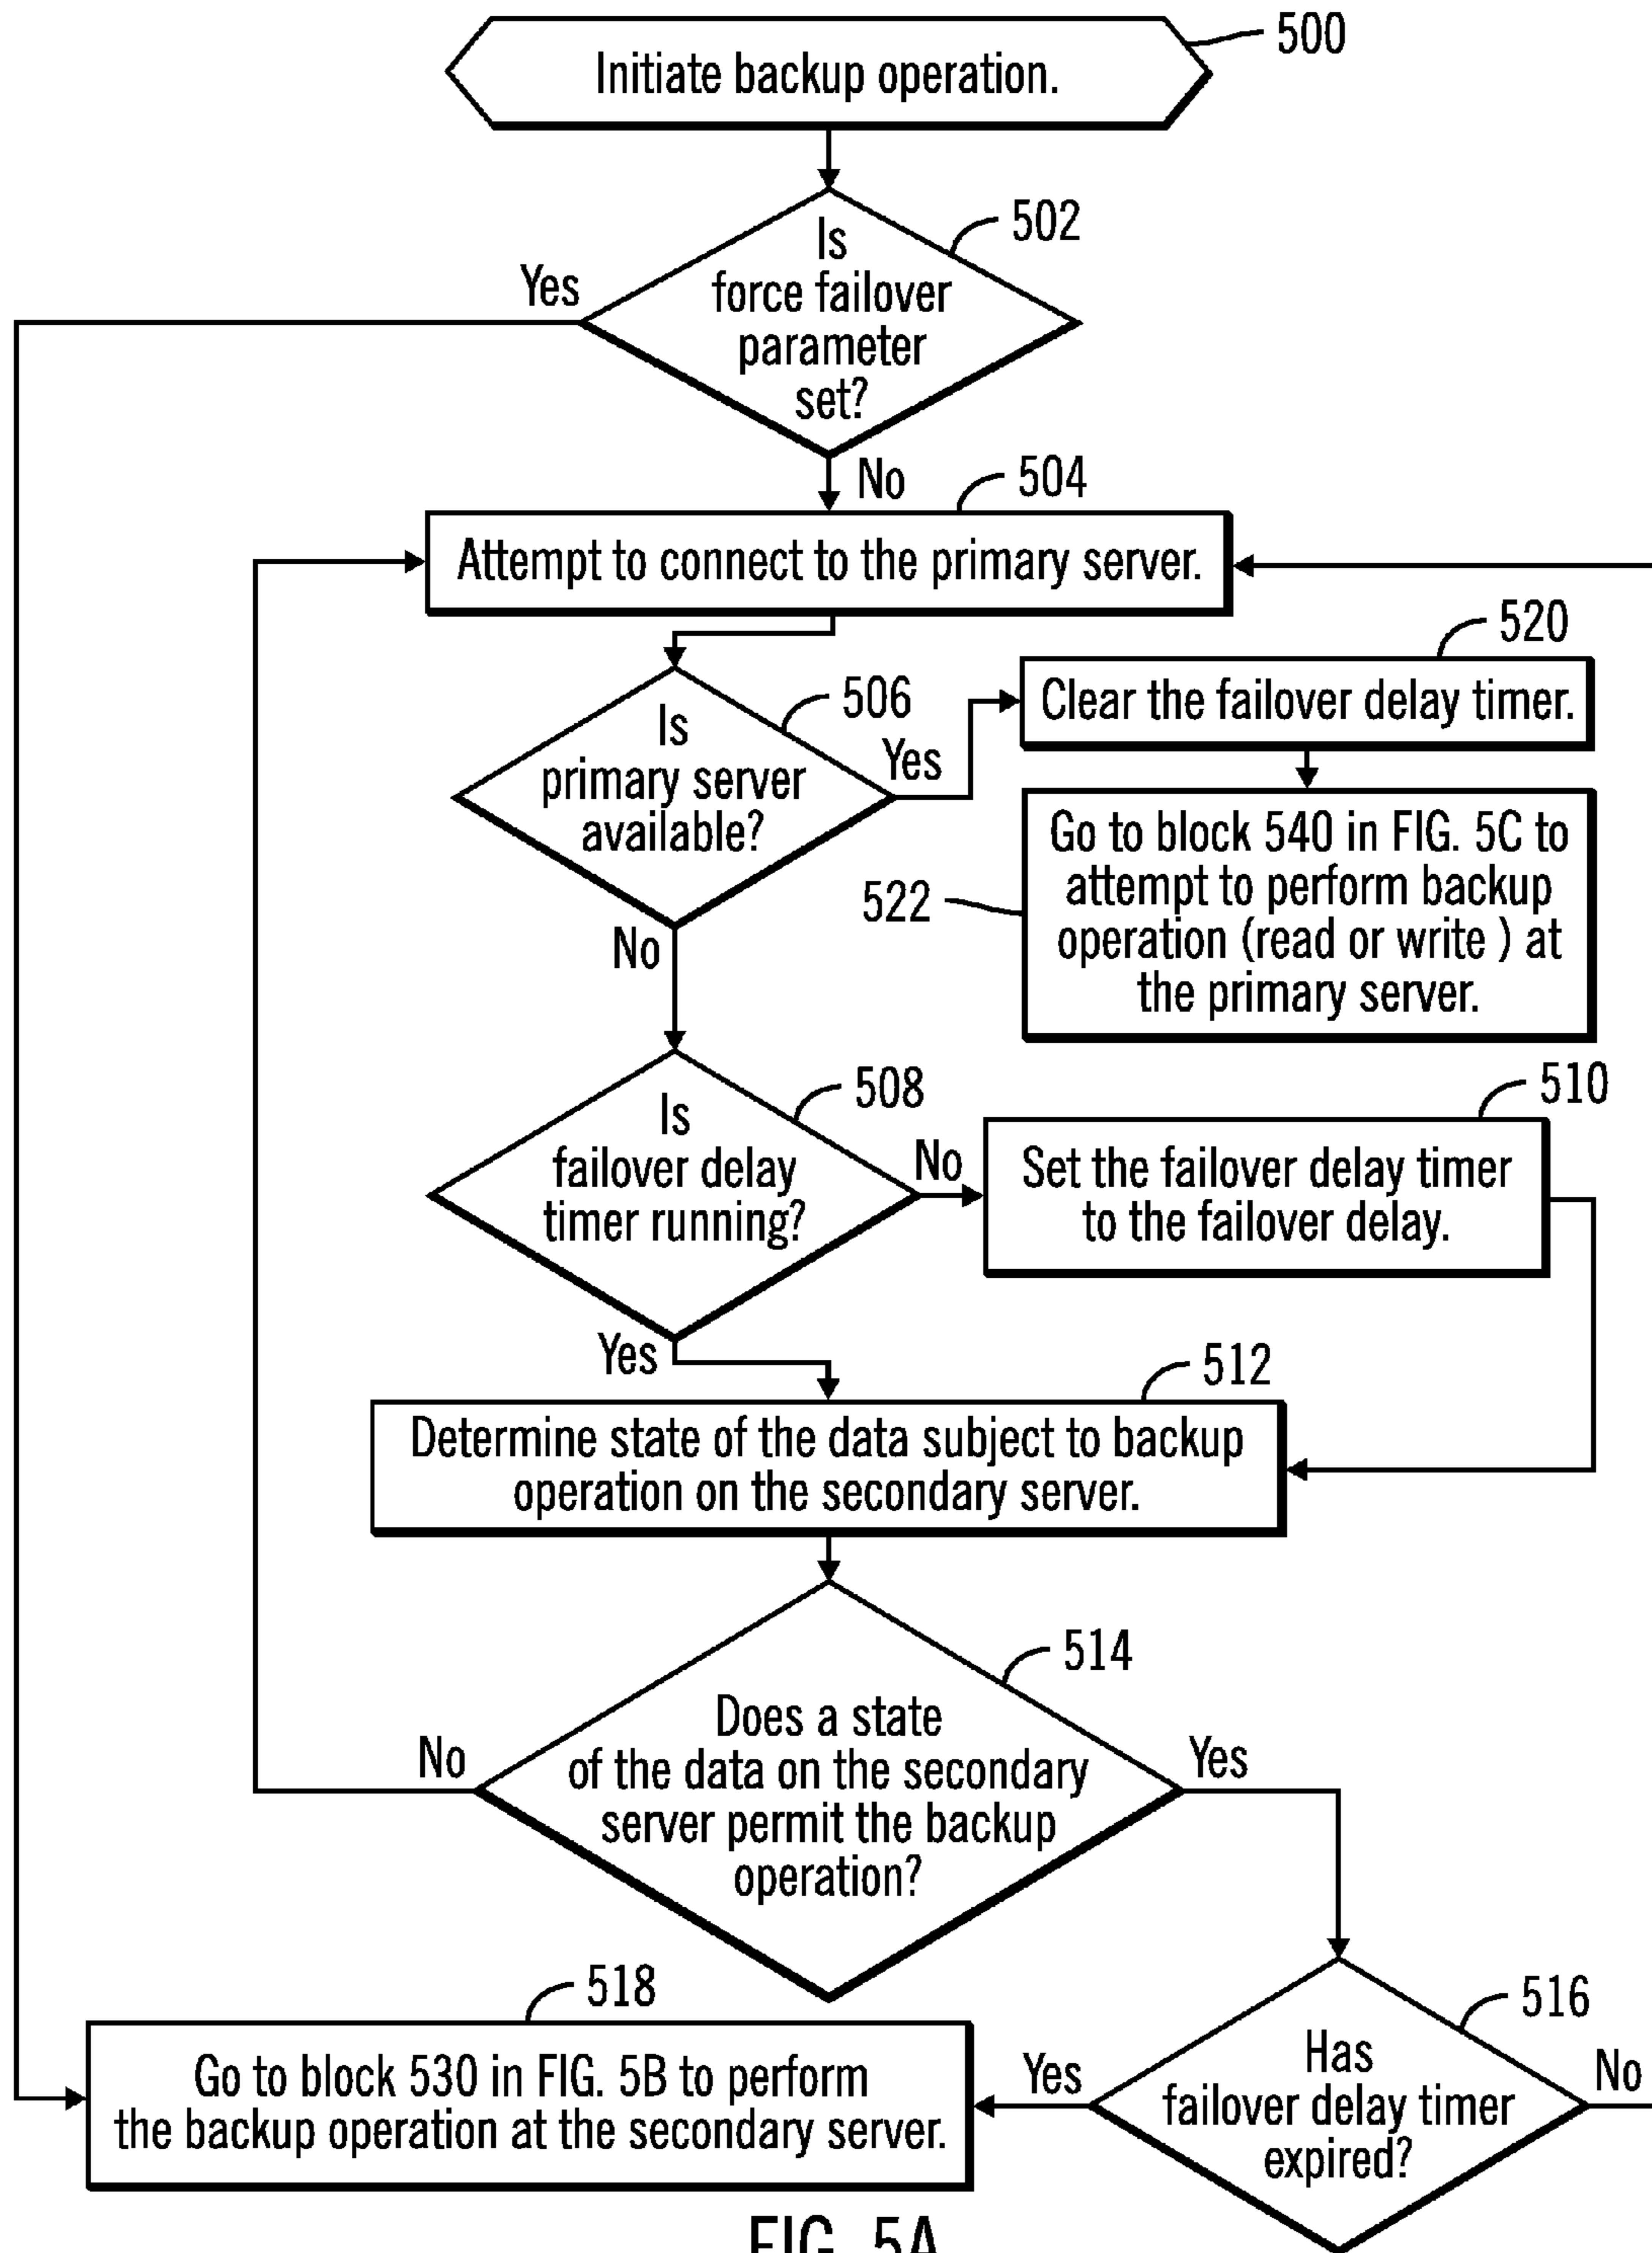 500
Initiate backup operation.
502
Is
force failover
parameter
set?
Yes
No
504
Attempt to connect to the primary server.
520
Clear the failover delay timer.
506
Is
primary server
available?
Yes
No
522
Go to block 540 in FIG. 5C to
attempt to perform backup
operation (read or write ) at
the primary server.
508
Is
failover delay
timer running?
No
Yes
510
Set the failover delay timer
to the failover delay.
512
Determine state of the data subject to backup
operation on the secondary server.
514
Does a state
of the data on the secondary
server permit the backup
operation?
No
Yes
516
Has
failover delay timer
expired?
Yes
No
518
Go to block 530 in FIG. 5B to perform
the backup operation at the secondary server.
FIG. 5A